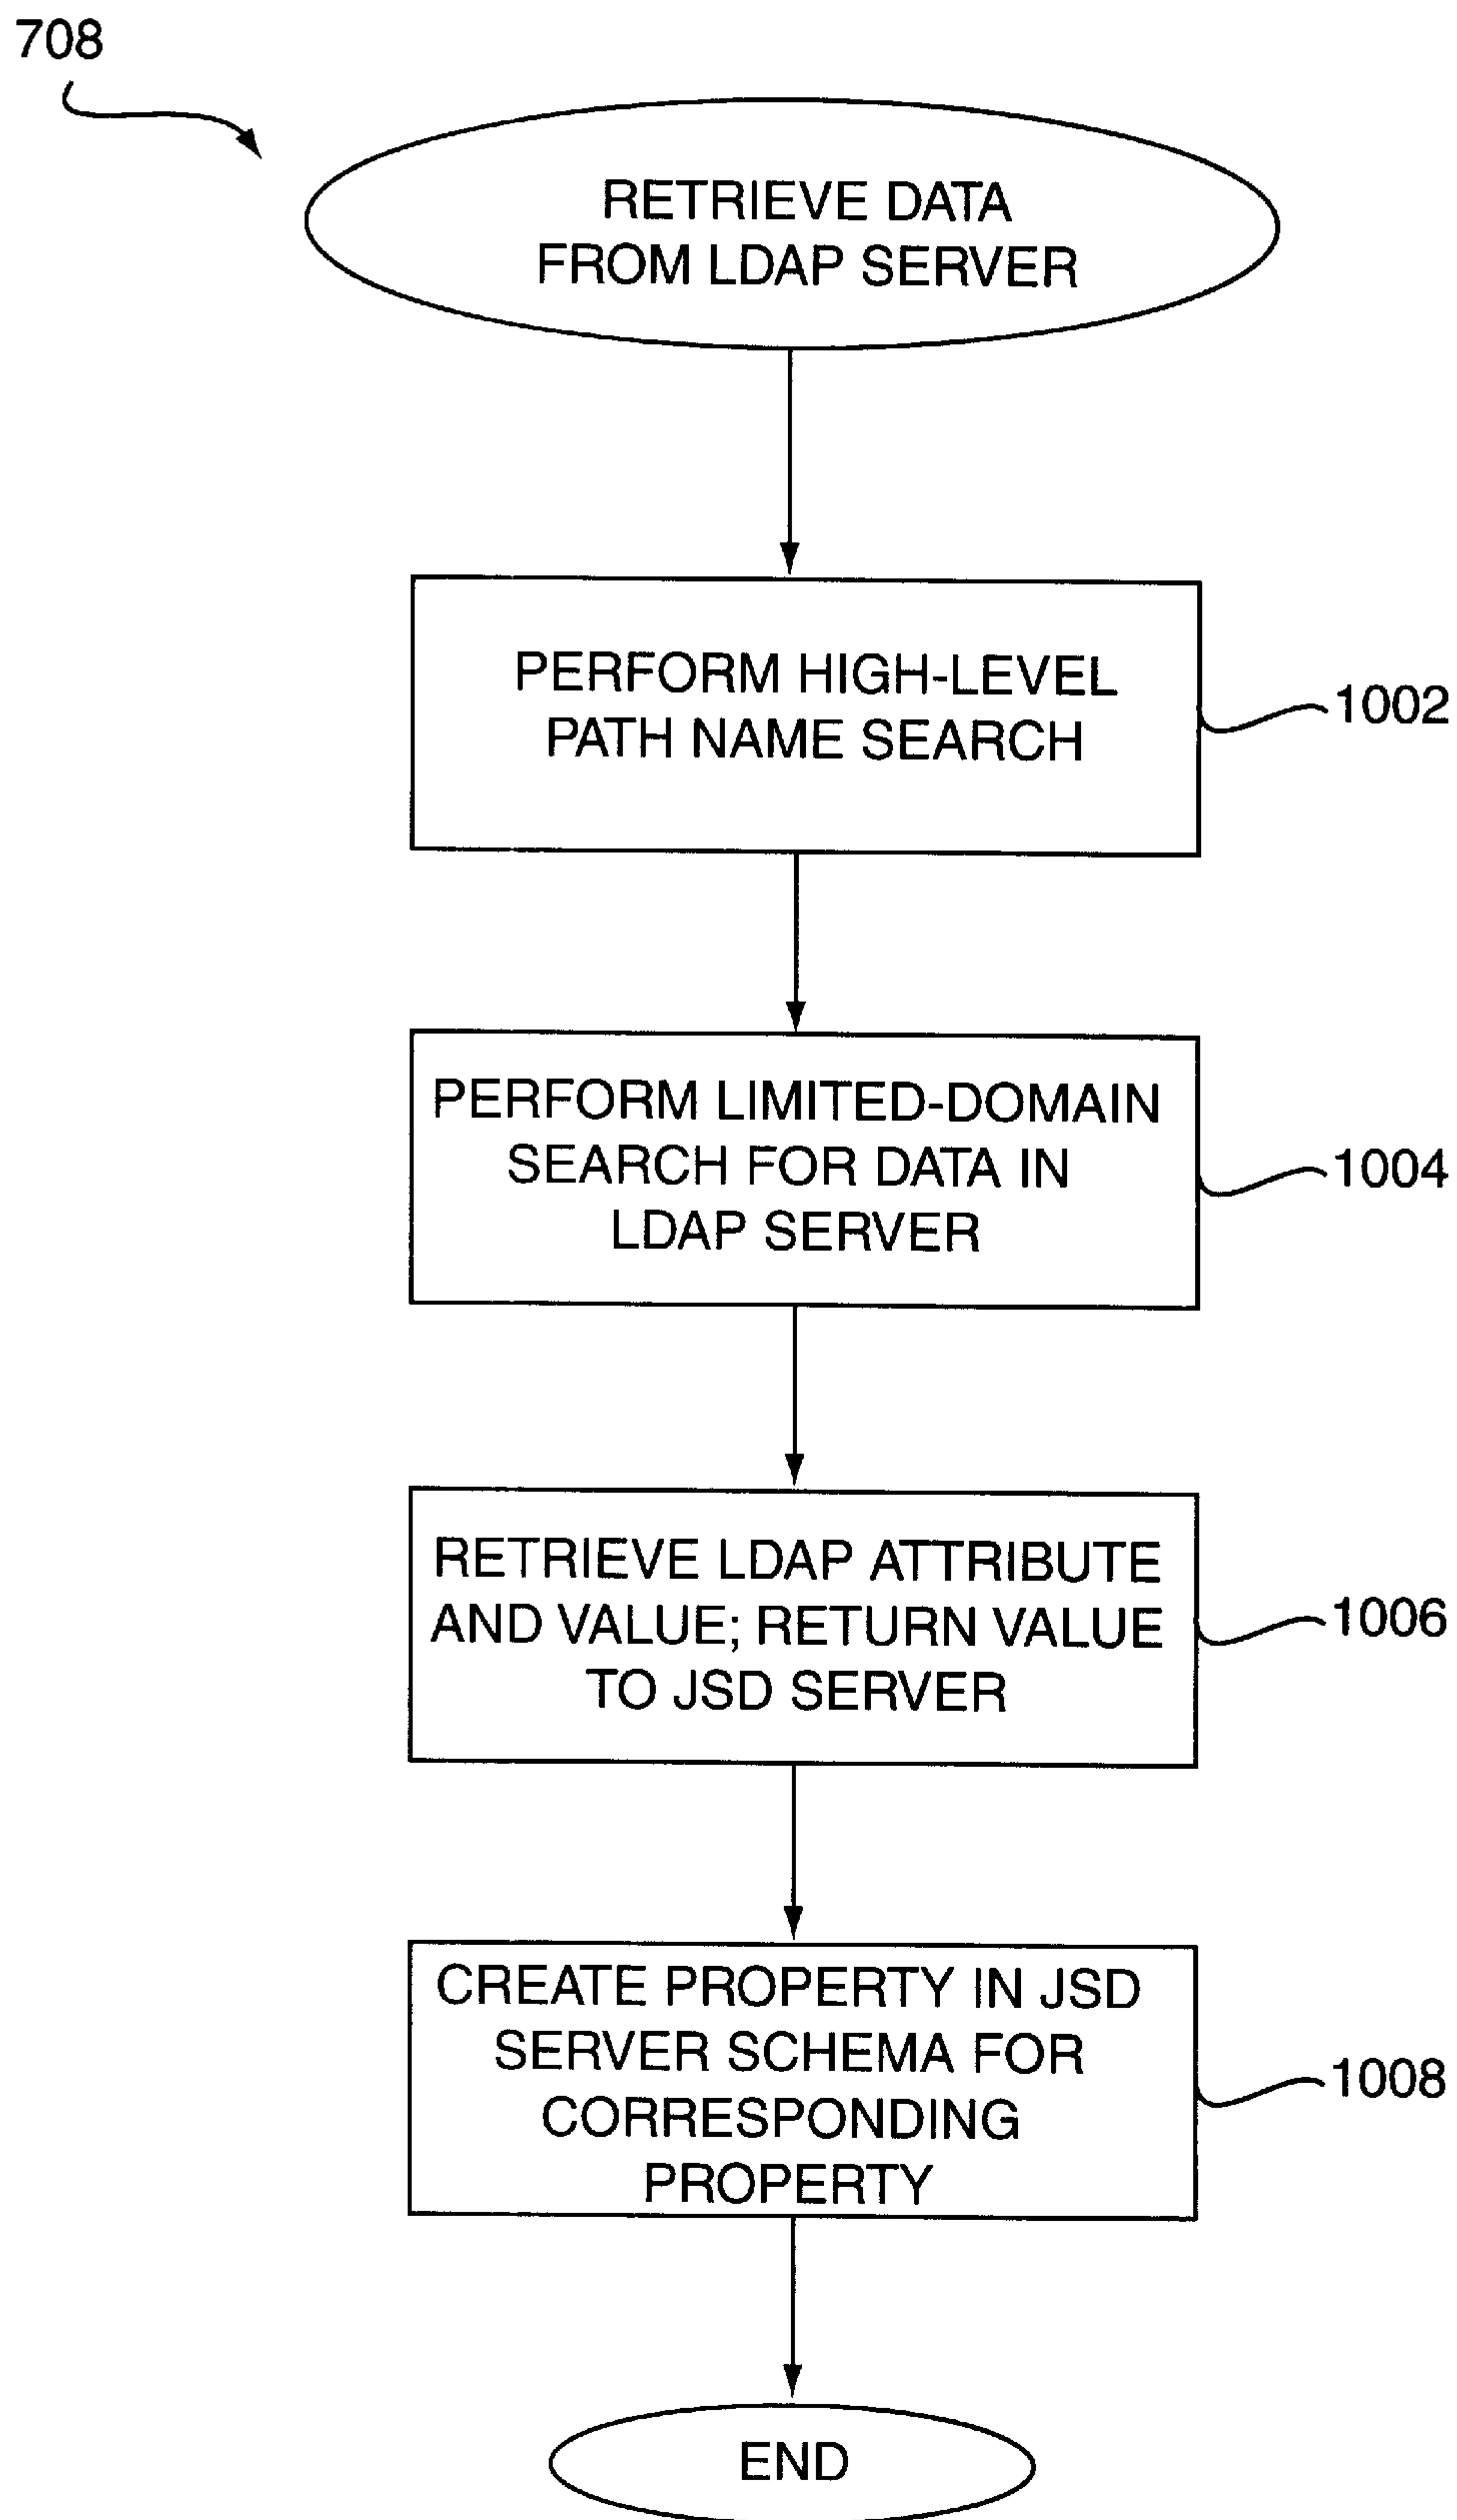 708
RETRIEVE DATA
FROM LDAP SERVER
PERFORM HIGH-LEVEL
PATH NAME SEARCH
1002
PERFORM LIMITED-DOMAIN
SEARCH FOR DATA IN
LDAP SERVER
1004
RETRIEVE LDAP ATTRIBUTE
AND VALUE; RETURN VALUE
TO JSD SERVER
1006
CREATE PROPERTY IN JSD
SERVER SCHEMA FOR
CORRESPONDING
PROPERTY
1008
END